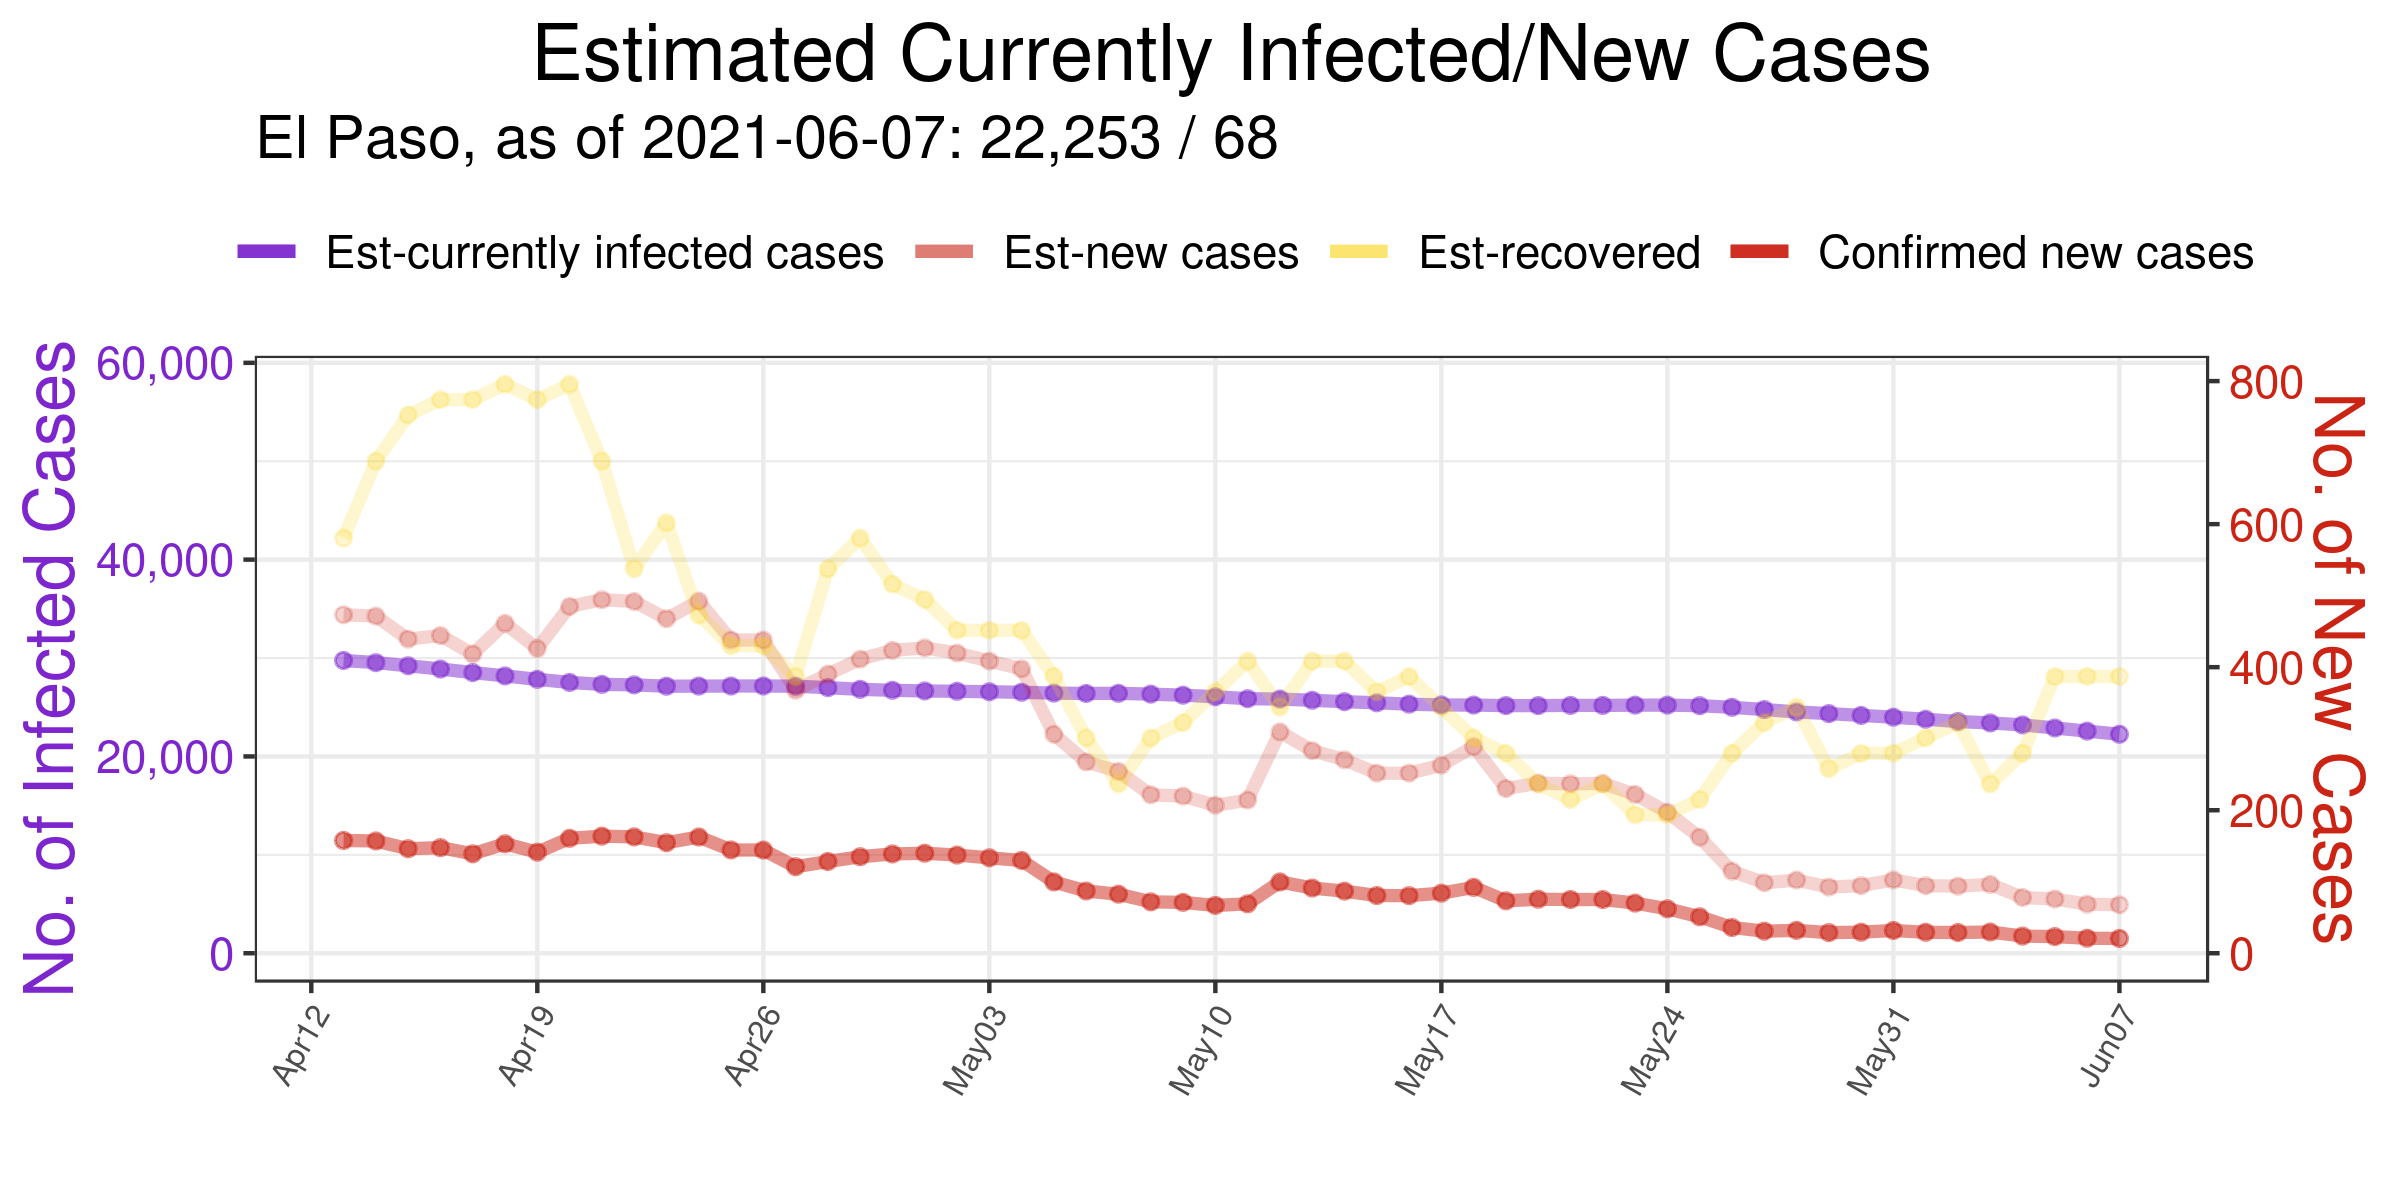 Estimated Currently Infected/New Cases
El Paso, as of 2021-06-07: 22,253 / 68
Est-currently infected cases Est-new cases Est-recovered Confirmed new cases
No. of Infected Cases
60,000
40,000
20,000
0
800
600
400
200
0
No. of New Cases
Apr12 Apr19 Apr26 May03 May10 May17 May24 May31 Jun07